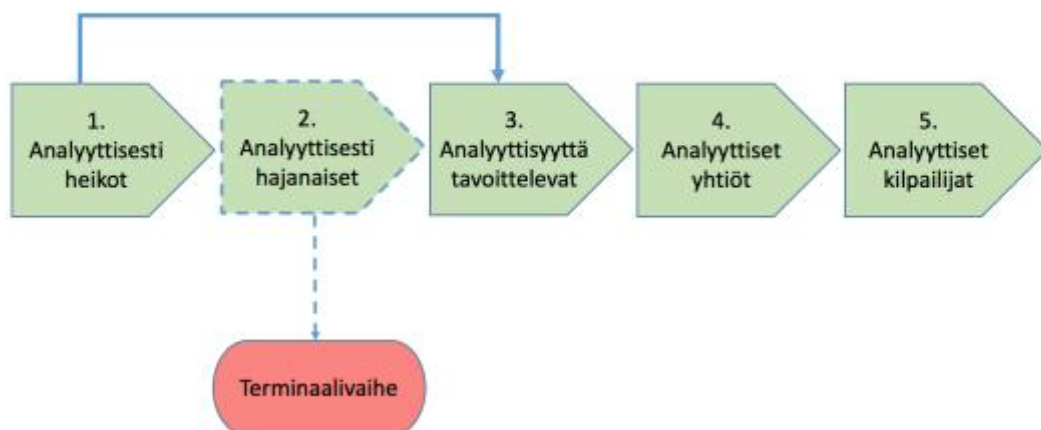 1.
Analyyttisesti
heikot
2.
Analyyttisesti
hajanaiset
3.
Analyyttisyyttä
tavoittelevat
4.
Analyyttiset
yhtiöt
5.
Analyyttiset
kilpailijat
Terminaalivaihe